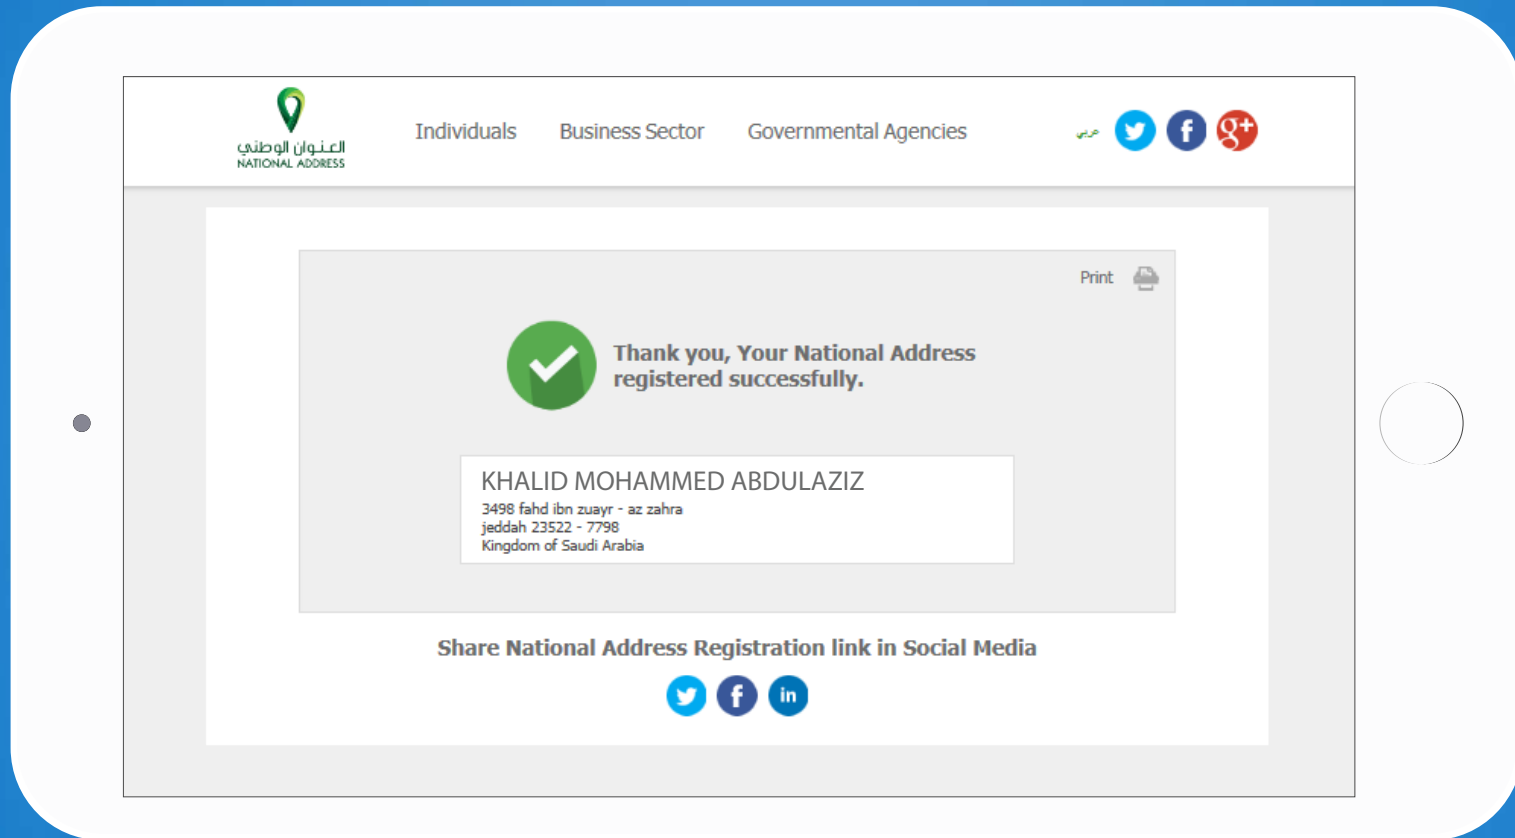 العنوان الوطني
NATIONAL ADDRESS
Individuals Business Sector Governmental Agencies عربي
Print
Thank you, Your National Address
registered successfully.
KHALID MOHAMMED ABDULAZIZ
3498 fahd ibn zuayr - az zahra
jeddah 23522 - 7798
Kingdom of Saudi Arabia
Share National Address Registration link in Social Media